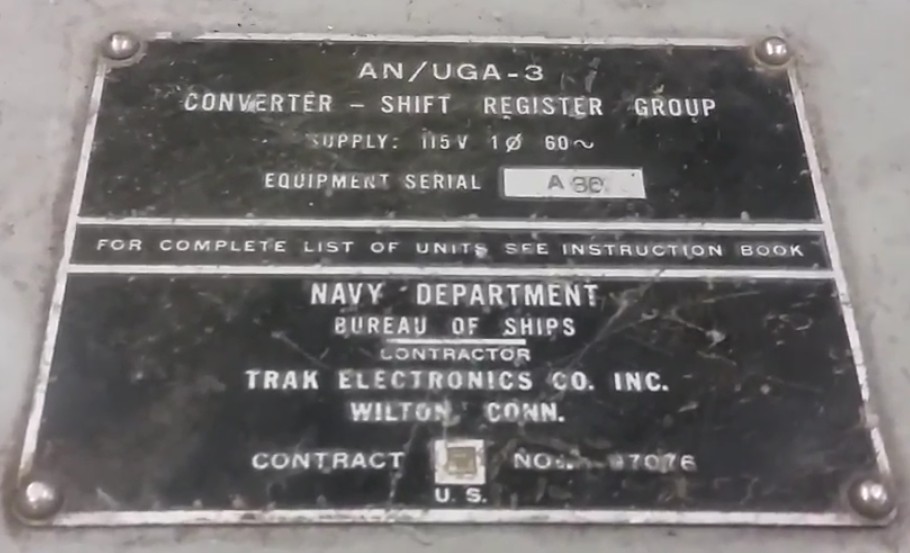 AN/UGA-3
CONVERTER - SHIFT REGISTER GROUP
SUPPLY: 115V 1Ø 60~
EQUIPMENT SERIAL A
FOR COMPLETE LIST OF UNITS SEE INSTRUCTION BOOK
NAVY DEPARTMENT
BUREAU OF SHIPS
CONTRACTOR
TRAK ELECTRONICS CO. INC.
WILTON, CONN.
CONTRACT
U. S.